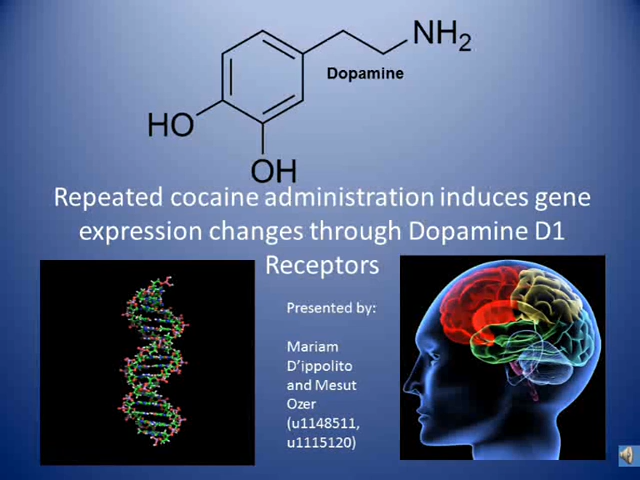 NH2
Dopamine
HO
OH
Repeated cocaine administration induces gene
expression changes through Dopamine D1
Receptors
Presented by:
Mariam
D'ippolito
and Mesut
Ozer
(u1148511,
u1115120)